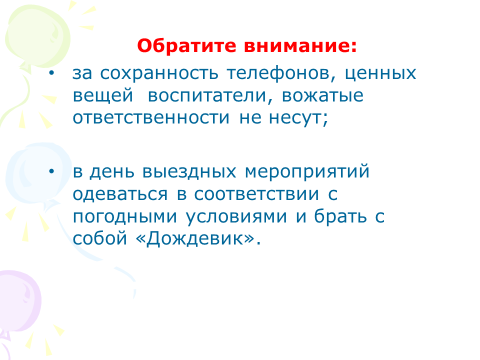 Обратите внимание:
• за сохранность телефонов, ценных
вещей  воспитатели, вожатые
ответственности не несут;
• в день выездных мероприятий
одеваться в соответствии с
погодными условиями и брать с
собой «Дождевик».